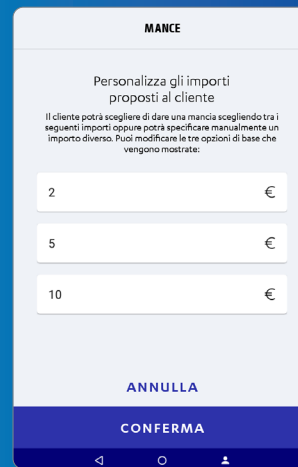 MANCE
Personalizza gli importi
proposti al cliente
Il cliente potrà scegliere di dare una mancia scegliendo tra i
seguenti importi oppure potrà specificare manualmente un
importo diverso. Puoi modificare le tre opzioni di base che
vengono mostrate:
2 €
5 €
10 €
ANNULLA
CONFERMA